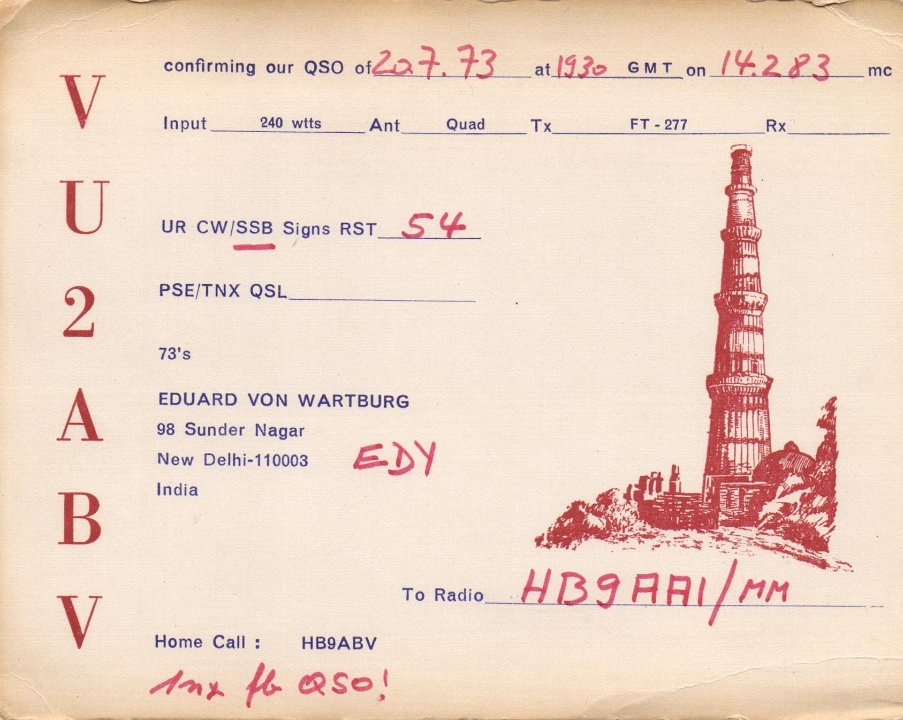 VU2ABV
confirming our QSO of 20.7.73 at 1930 GMT on 14.283 mc
Input 240 wtts Ant Quad Tx FT-277 Rx
UR CW/SSB Signs RST 54
PSE/TNX QSL
73's
EDUARD VON WARTBURG
98 Sunder Nagar
New Delhi-110003 EDY
India
To Radio HB9AAI/MM
Home Call : HB9ABV
Tnx fb QSO!